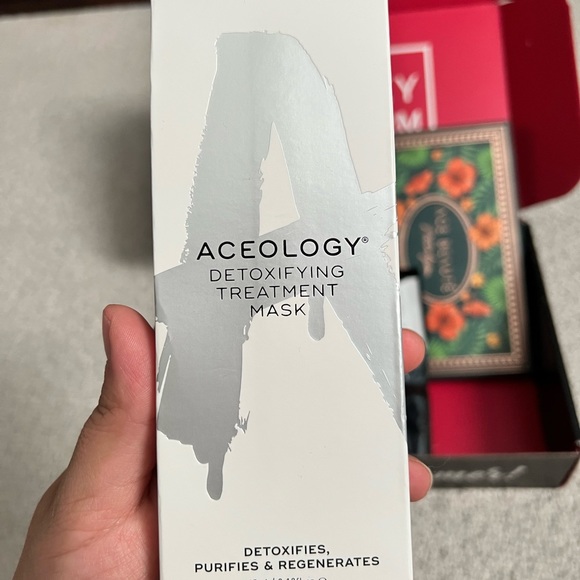 ACEOLOGY®
DETOXIFYING
TREATMENT
MASK
DETOXIFIES,
PURIFIES & REGENERATES
Y
M